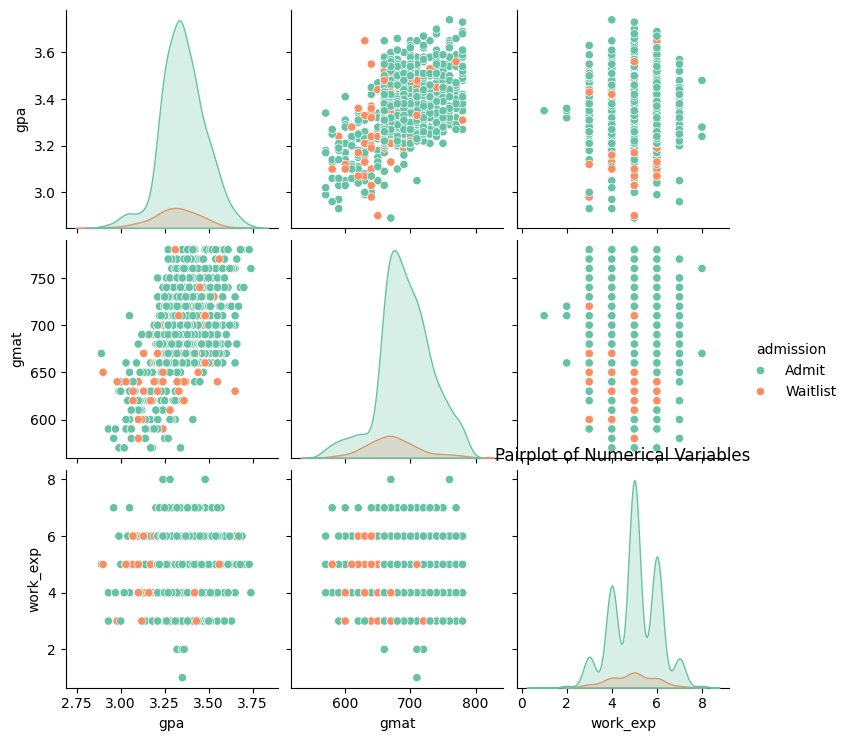 gpa
3.6
3.4
3.2
3.0
gmat
750
700
650
600
admission
Admit
Waitlist
Pairplot of Numerical Variables
work_exp
8
6
4
2
2.75 3.00 3.25 3.50 3.75
600 700 800
0 2 4 6 8
gpa
gmat
work_exp